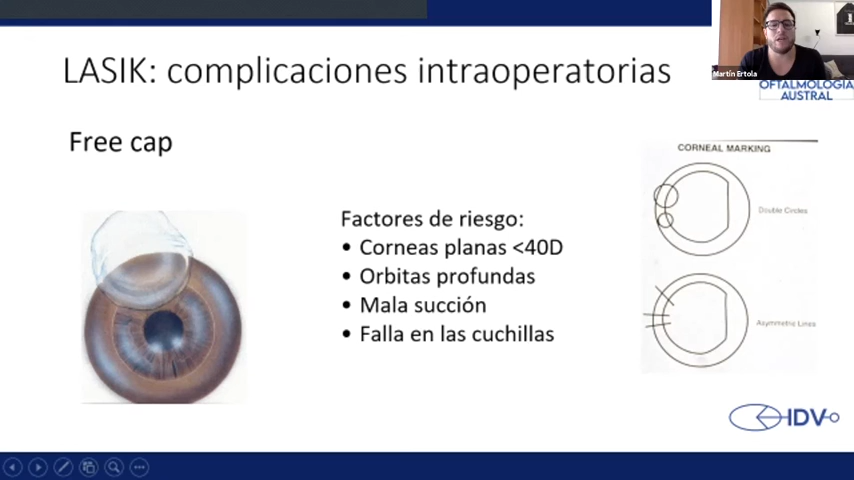 LASIK: complicaciones intraoperatorias
Martín Ertola
OFTALMOLOGÍA
AUSTRAL
Free cap
CORNEAL MARKING
Factores de riesgo:
• Corneas planas <40D
• Orbitas profundas
• Mala succión
• Falla en las cuchillas
Double Circles
Asymmetric Lines
IDV